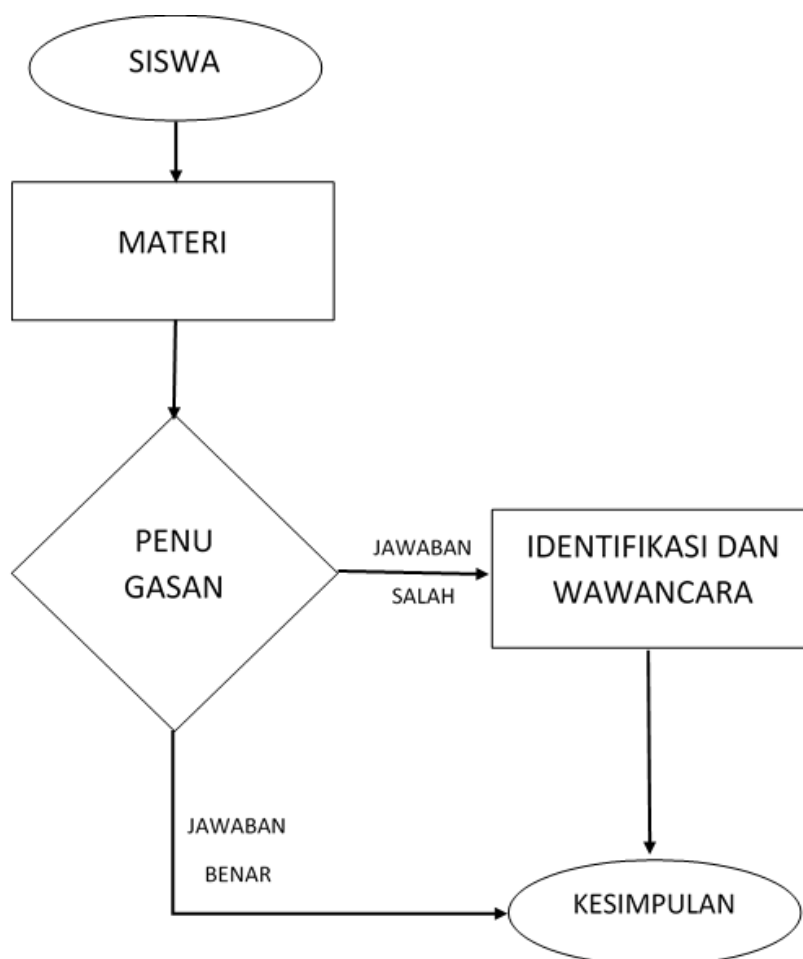 SISWA
MATERI
PENU
GASAN
JAWABAN
SALAH
IDENTIFIKASI DAN
WAWANCARA
JAWABAN
BENAR
KESIMPULAN